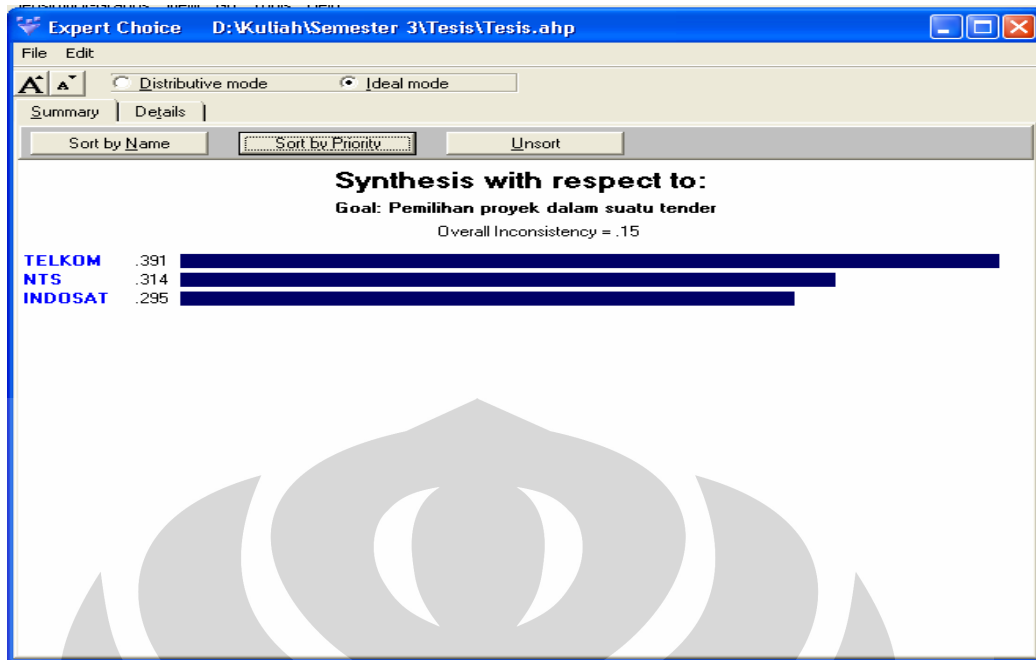 Expert Choice D:\Kuliah\Semester 3\Tesis\Tesis.ahp
File Edit
A A Distributive mode Ideal mode
Summary Details
Sort by Name Sort by Priority Unsort
Synthesis with respect to:
Goal: Pemilihan proyek dalam suatu tender
Overall Inconsistency = .15
TELKOM .391
NTS .314
INDOSAT .295